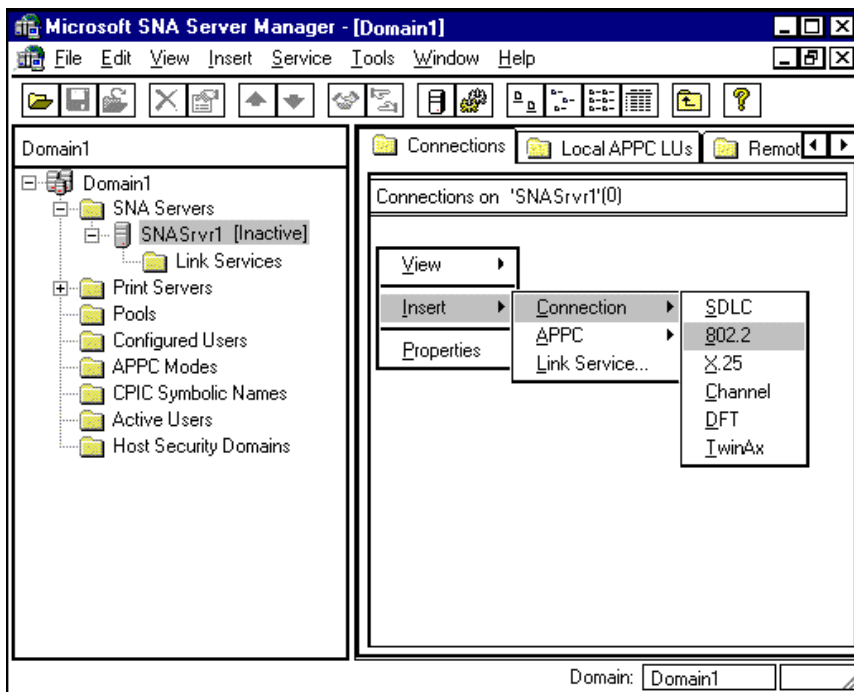 Microsoft SNA Server Manager - [Domain1]
File Edit View Insert Service Tools Window Help
Domain1
Domain1
SNA Servers
SNASrvr1 [Inactive]
Link Services
Print Servers
Pools
Configured Users
APPC Modes
CPIC Symbolic Names
Active Users
Host Security Domains
Connections Local APPC LUs Remot
Connections on 'SNASrvr1'(0)
View
Insert
Properties
Connection
APPC
Link Service...
SDLC
802.2
X.25
Channel
DFT
TwinAx
Domain: Domain1